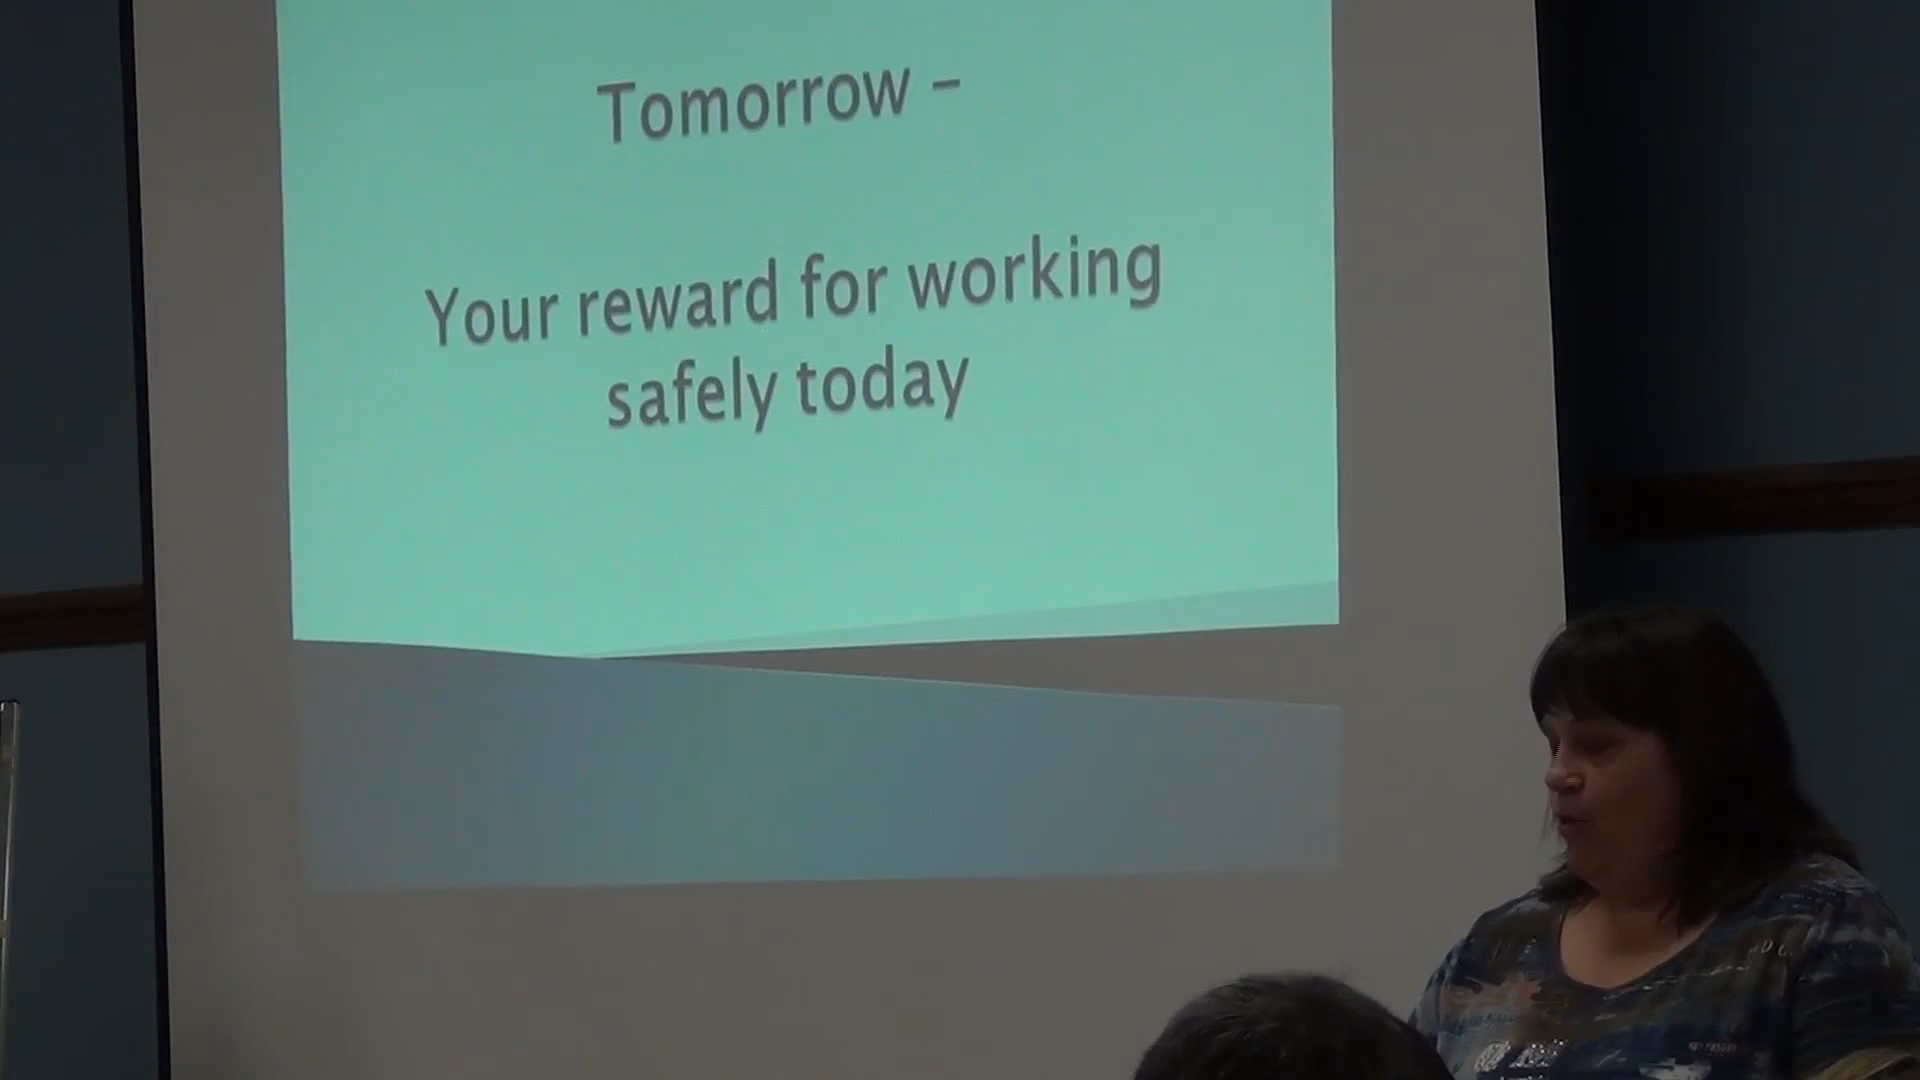 Tomorrow –
Your reward for working
safely today